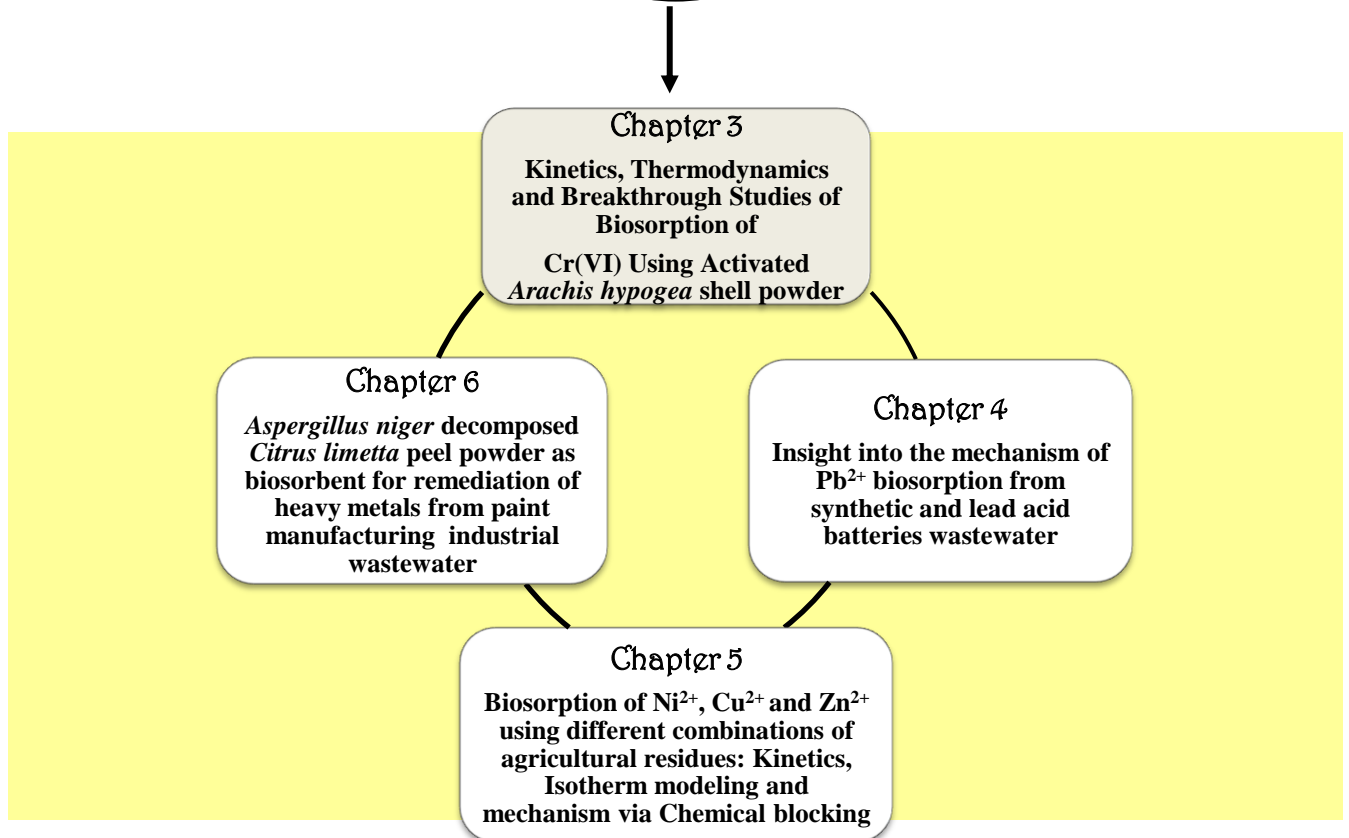 Chapter 3
Kinetics, Thermodynamics
and Breakthrough Studies of
Biosorption of
Cr(VI) Using Activated
Arachis hypogea shell powder
Chapter 6
Aspergillus niger decomposed
Citrus limetta peel powder as
biosorbent for remediation of
heavy metals from paint
manufacturing industrial
wastewater
Chapter 4
Insight into the mechanism of
Pb²⁺ biosorption from
synthetic and lead acid
batteries wastewater
Chapter 5
Biosorption of Ni²⁺, Cu²⁺ and Zn²⁺
using different combinations of
agricultural residues: Kinetics,
Isotherm modeling and
mechanism via Chemical blocking